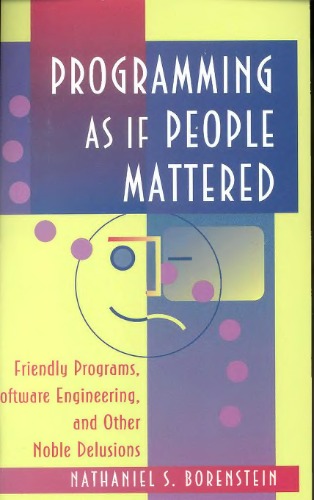 PROGRAMMING
AS IF PEOPLE
MATTERED
Friendly Programs,
oftware Engineering,
and Other
Noble Delusions
NATHANIEL S. BORENSTEIN